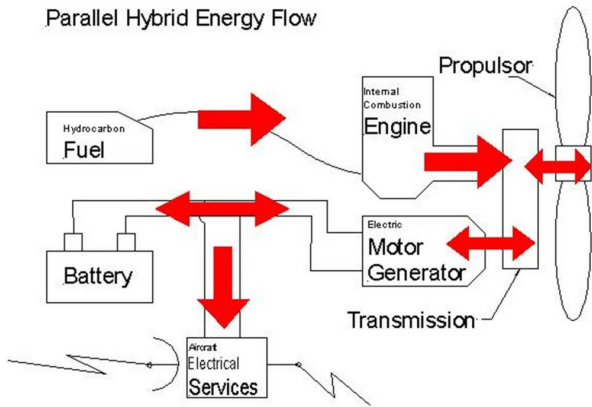 Parallel Hybrid Energy Flow
Propulsor
Internal
Combustion
Engine
Hydrocarbon
Fuel
Electric
Motor
Generator
Battery
Transmission
Aircraft
Electrical
Services